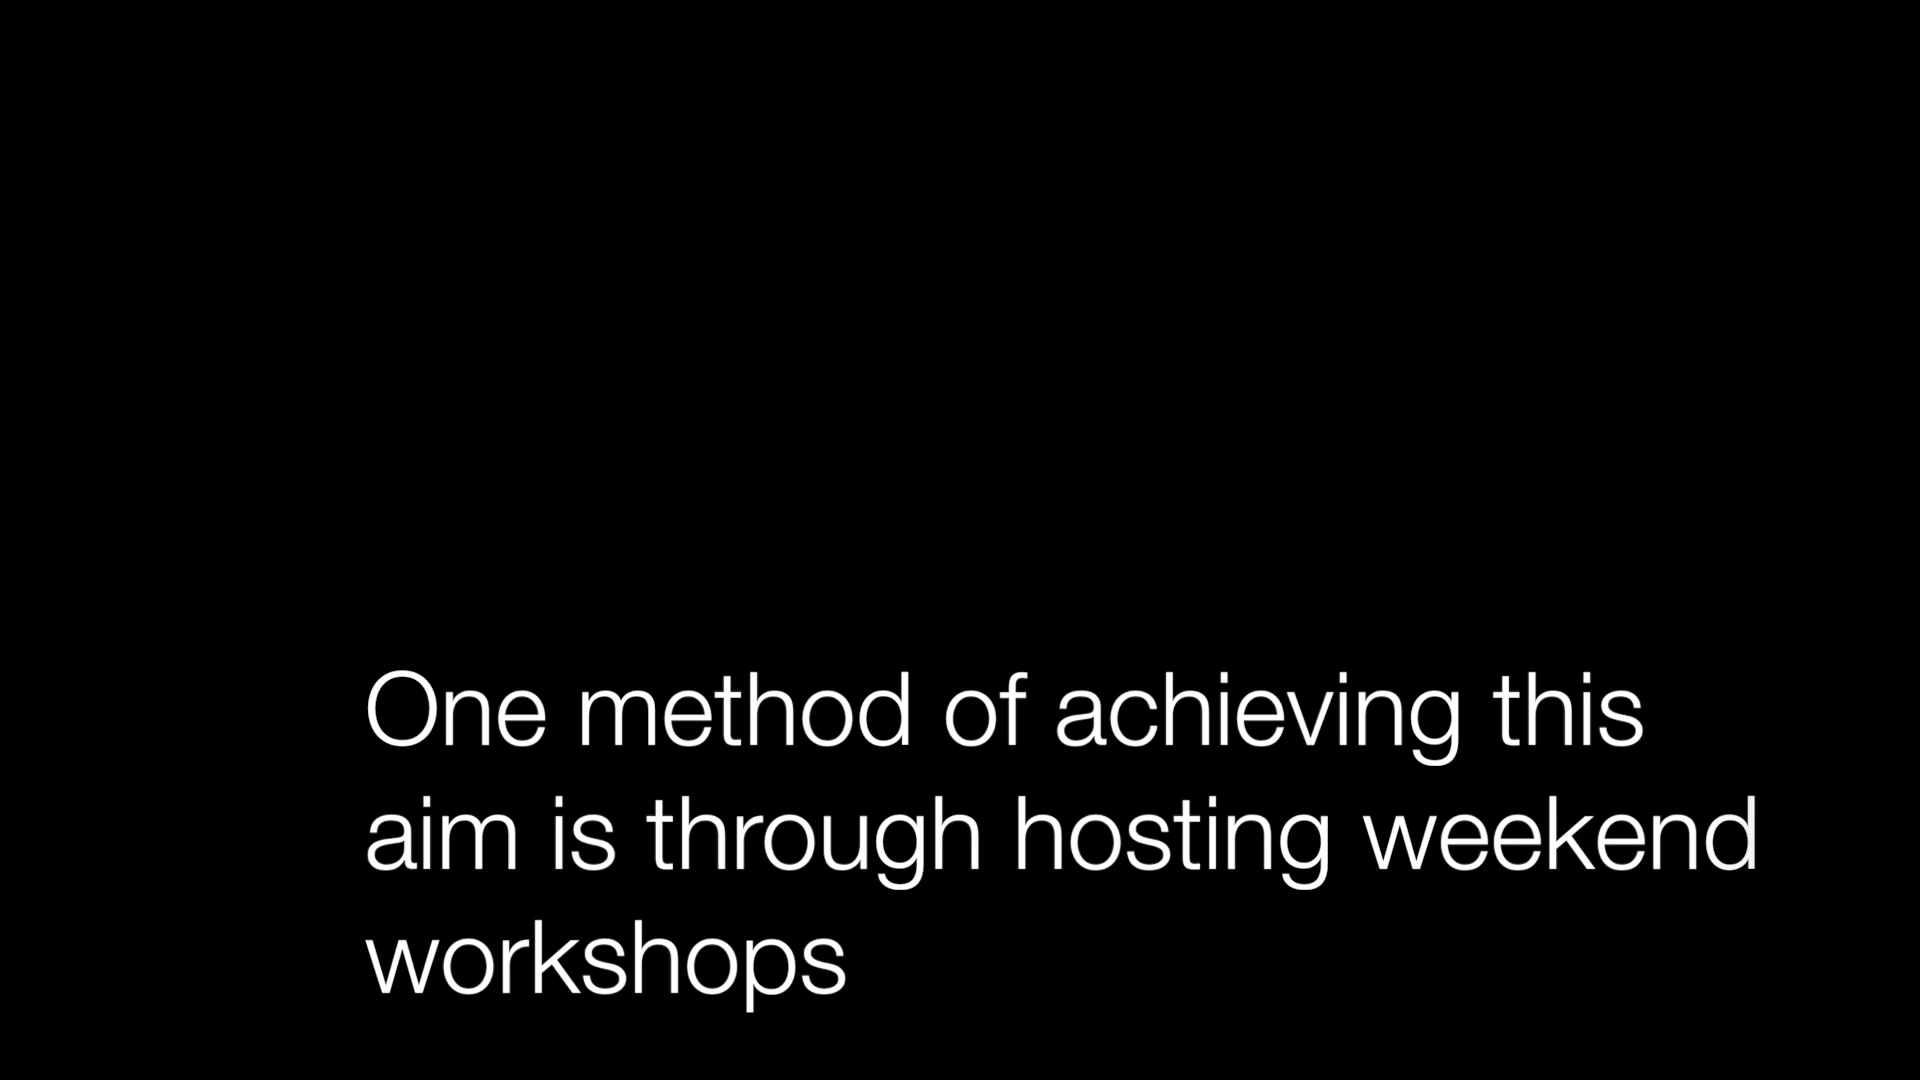 One method of achieving this
aim is through hosting weekend
workshops